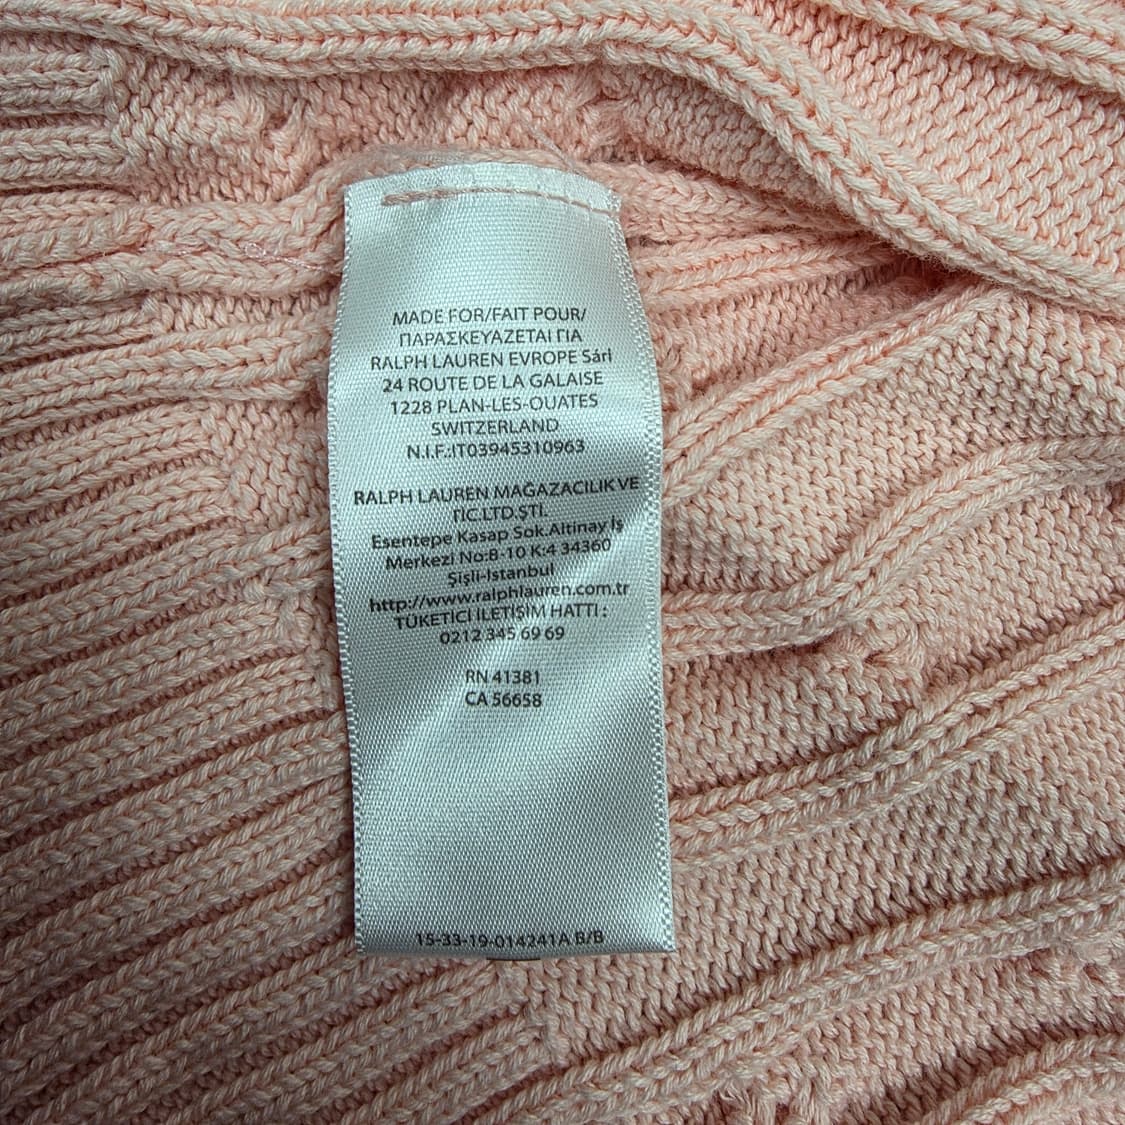 MADE FOR/FAIT POUR/
ΠΑΡΑΣΚΕΥΑΖΕΤΑΙ ΓΙΑ
RALPH LAUREN EVROPE Sárl
24 ROUTE DE LA GALAISE
1228 PLAN-LES-OUATES
SWITZERLAND
N.I.F.:IT03945310963
RALPH LAUREN MAĞAZACILIK VE
TİC.LTD.ŞTİ.
Esentepe Kasap Sok.Altinay İş
Merkezi No:8-10 K:4 34360
Şişli-Istanbul
http://www.ralphlauren.com.tr
TÜKETİCİ İLETİŞİM HATTI :
0212 345 69 69
RN 41381
CA 56658
15-33-19-014241A B/B